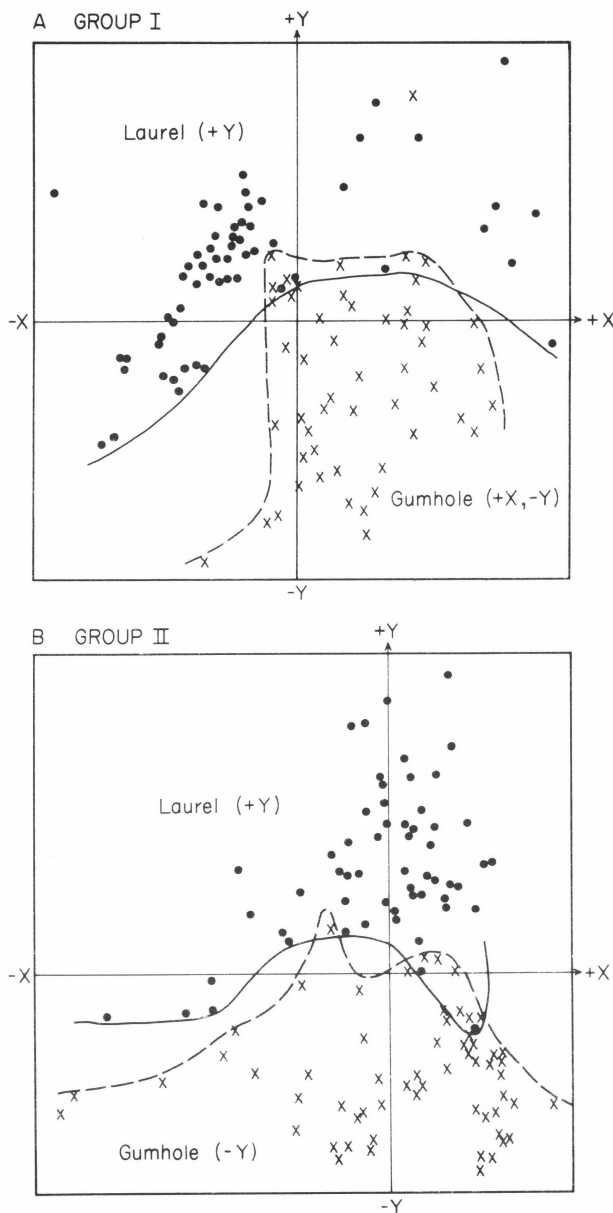 A GROUP I
+Y
Laurel (+Y)
-X
+X
Gumhole (+X,-Y)
-Y
B GROUP II
+Y
Laurel (+Y)
-X
+X
Gumhole (-Y)
-Y